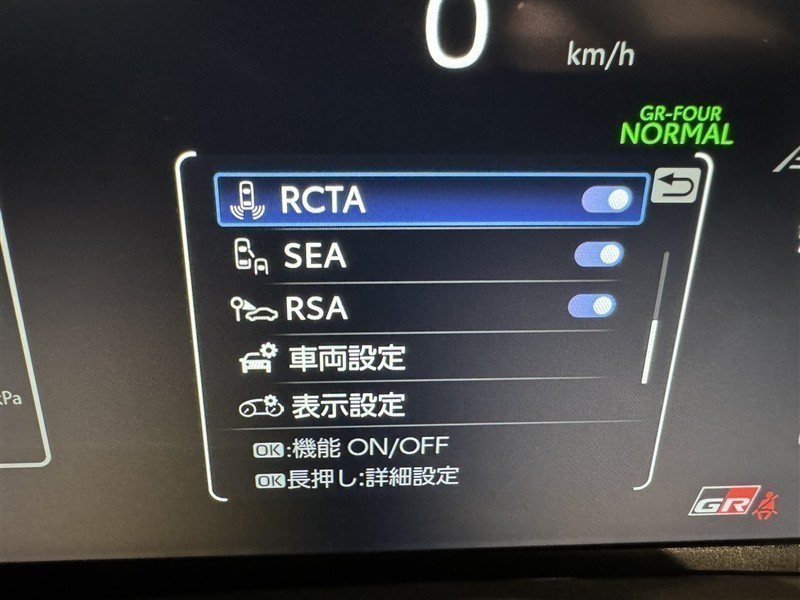 0
km/h
GR-FOUR
NORMAL
RCTA
SEA
RSA
車両設定
表示設定
kPa
OK:機能 ON/OFF
OK長押し:詳細設定
GR